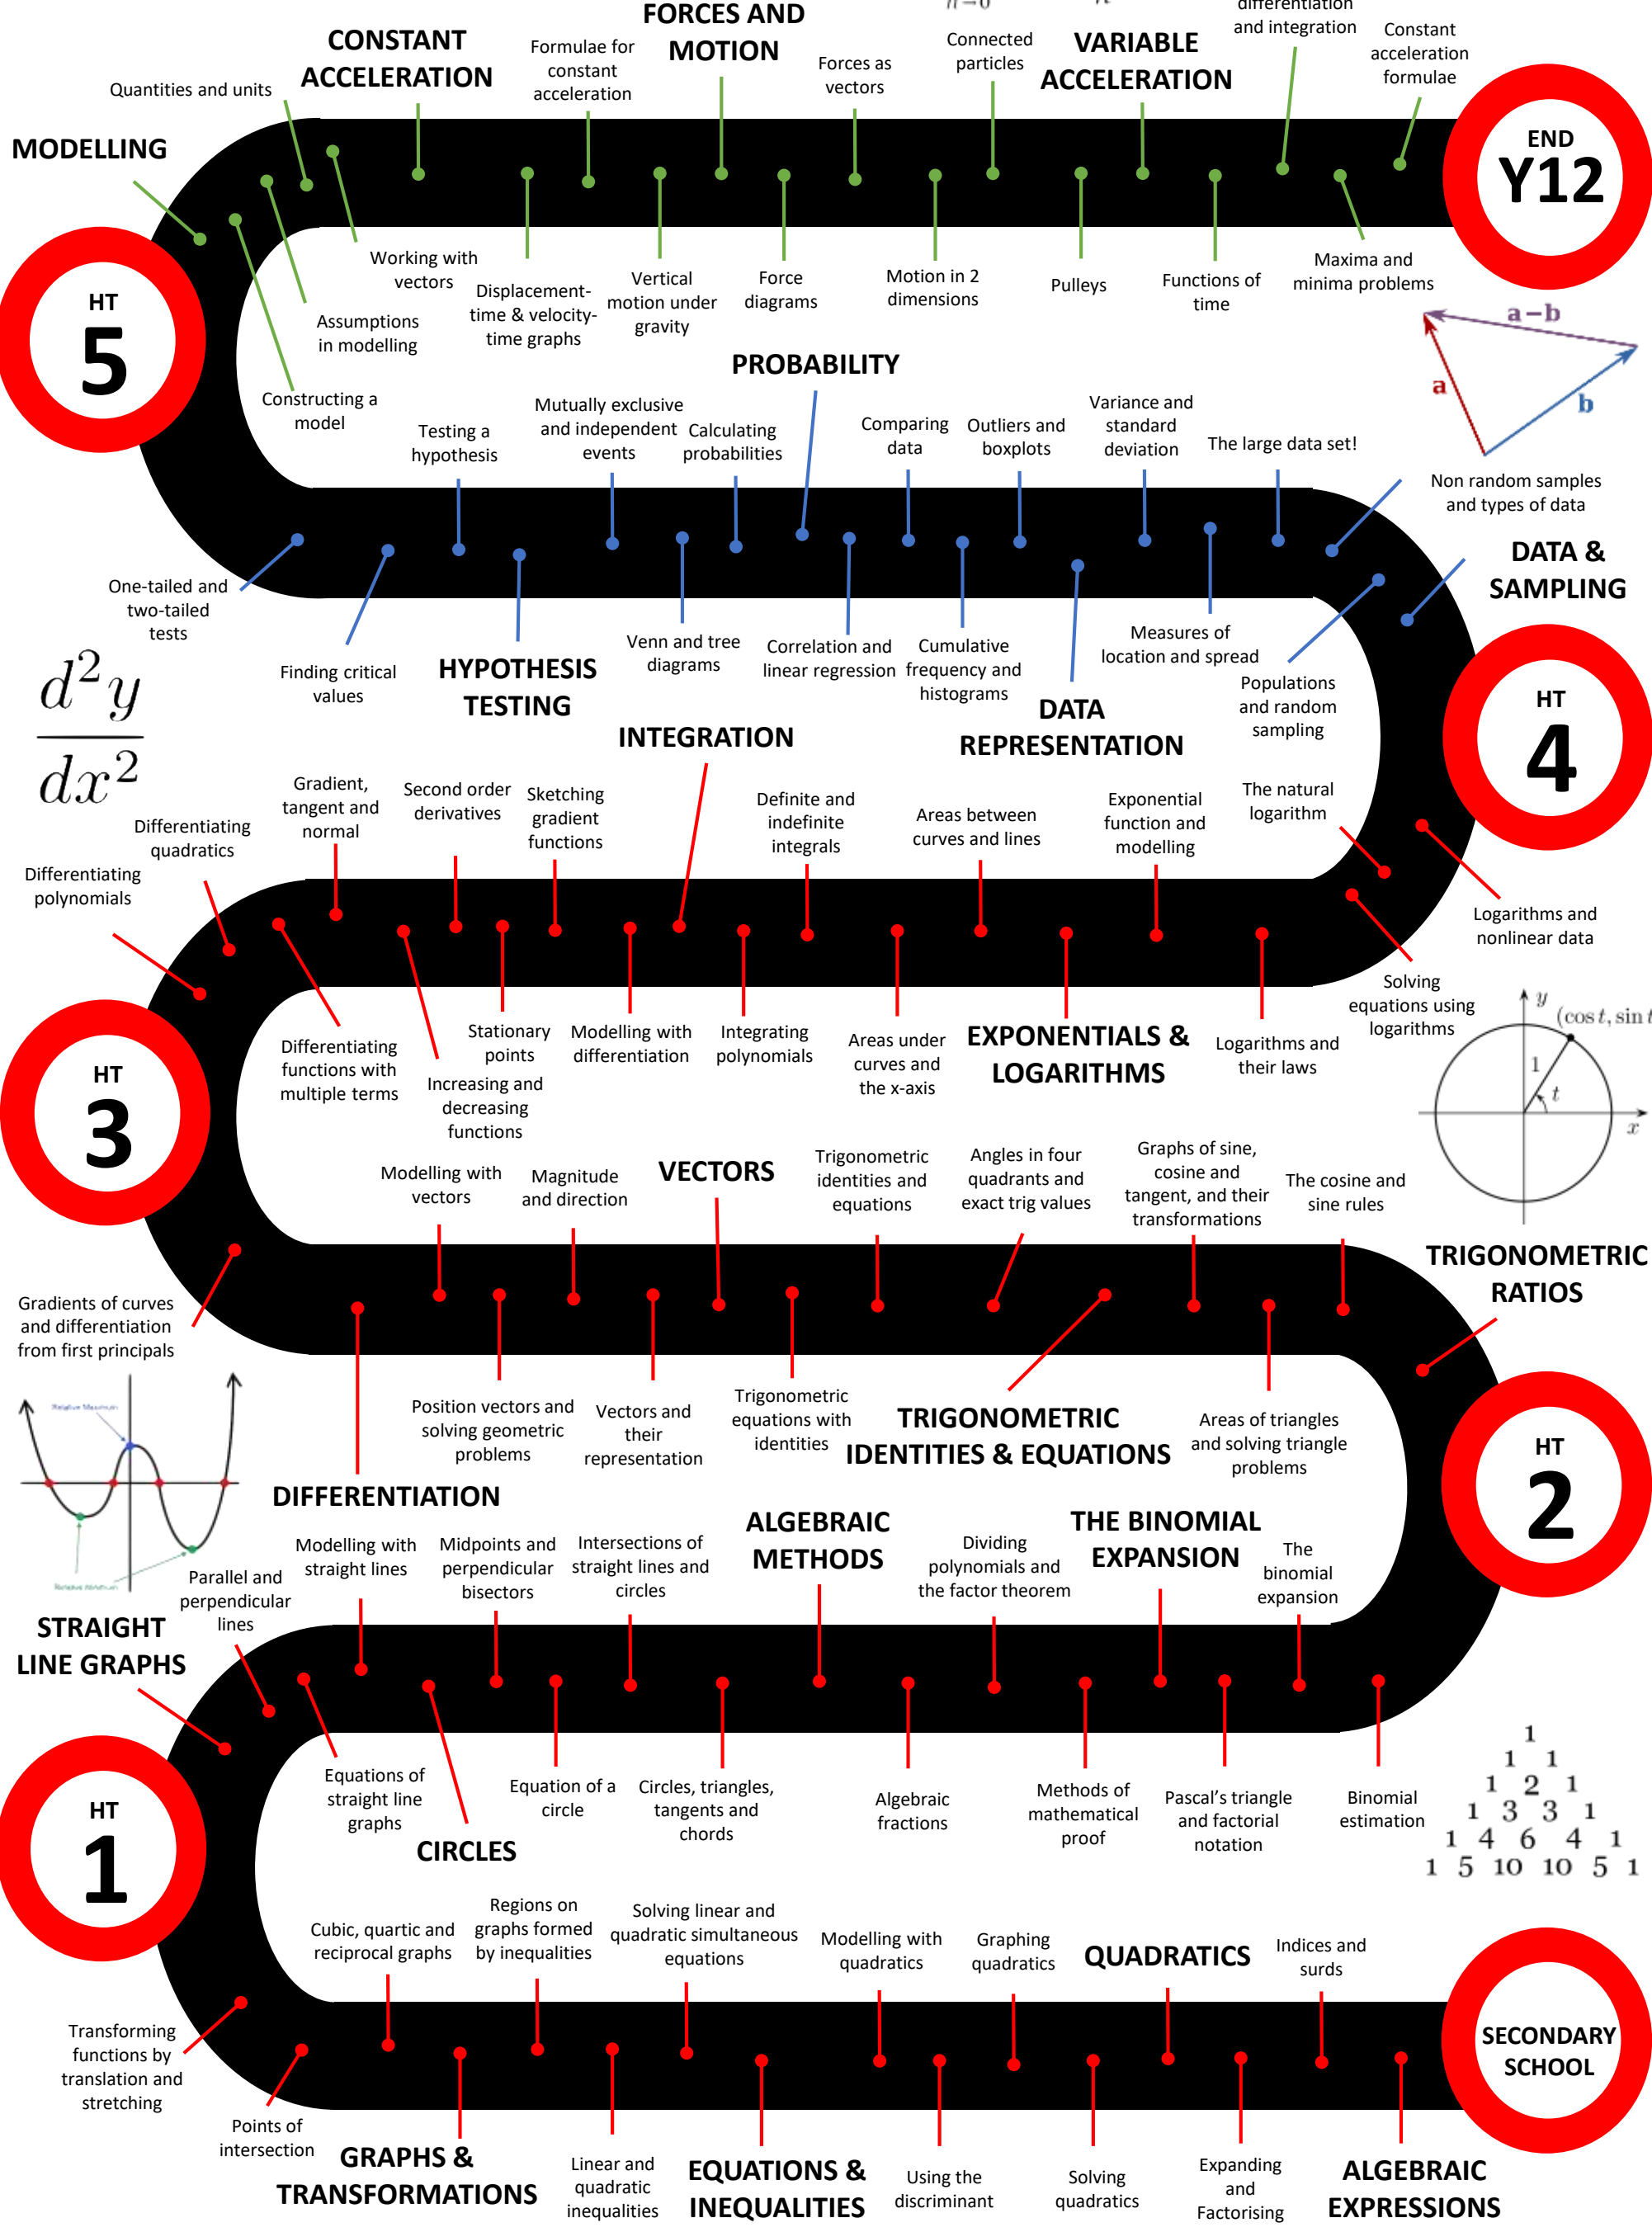 n→0
differentiation
and integration
FORCES AND
MOTION
CONSTANT
ACCELERATION
Formulae for
constant
acceleration
Forces as
vectors
Connected
particles
VARIABLE
ACCELERATION
Constant
acceleration
formulae
Quantities and units
MODELLING
END
Y12
HT
5
Working with
vectors
Assumptions
in modelling
Constructing a
model
Displacement-
time & velocity-
time graphs
Vertical
motion under
gravity
Force
diagrams
Motion in 2
dimensions
Pulleys
Functions of
time
Maxima and
minima problems
a−b
a
b
PROBABILITY
Testing a
hypothesis
Mutually exclusive
and independent
events
Calculating
probabilities
Comparing
data
Outliers and
boxplots
Variance and
standard
deviation
The large data set!
Non random samples
and types of data
DATA &
SAMPLING
One-tailed and
two-tailed
tests
Finding critical
values
HYPOTHESIS
TESTING
Venn and tree
diagrams
Correlation and
linear regression
Cumulative
frequency and
histograms
DATA
REPRESENTATION
Measures of
location and spread
Populations
and random
sampling
HT
4
d²y
dx²
INTEGRATION
Differentiating
polynomials
Differentiating
quadratics
Gradient,
tangent and
normal
Second order
derivatives
Sketching
gradient
functions
Definite and
indefinite
integrals
Areas between
curves and lines
Exponential
function and
modelling
The natural
logarithm
Logarithms and
nonlinear data
Solving
equations using
logarithms
HT
3
Differentiating
functions with
multiple terms
Increasing and
decreasing
functions
Stationary
points
Modelling with
differentiation
Integrating
polynomials
Areas under
curves and
the x-axis
EXPONENTIALS &
LOGARITHMS
Logarithms and
their laws
y
(cos t, sin t
1
t
x
Modelling with
vectors
Magnitude
and direction
VECTORS
Trigonometric
identities and
equations
Angles in four
quadrants and
exact trig values
Graphs of sine,
cosine and
tangent, and their
transformations
The cosine and
sine rules
TRIGONOMETRIC
RATIOS
Gradients of curves
and differentiation
from first principals
DIFFERENTIATION
Position vectors and
solving geometric
problems
Vectors and
their
representation
Trigonometric
equations with
identities
TRIGONOMETRIC
IDENTITIES & EQUATIONS
Areas of triangles
and solving triangle
problems
HT
2
Relative Maximum
Relative Minimum
STRAIGHT
LINE GRAPHS
Parallel and
perpendicular
lines
Modelling with
straight lines
Midpoints and
perpendicular
bisectors
Intersections of
straight lines and
circles
ALGEBRAIC
METHODS
Dividing
polynomials and
the factor theorem
THE BINOMIAL
EXPANSION
The
binomial
expansion
HT
1
Equations of
straight line
graphs
CIRCLES
Equation of a
circle
Circles, triangles,
tangents and
chords
Algebraic
fractions
Methods of
mathematical
proof
Pascal's triangle
and factorial
notation
Binomial
estimation
1
1 1
1 2 1
1 3 3 1
1 4 6 4 1
1 5 10 10 5 1
Cubic, quartic and
reciprocal graphs
Regions on
graphs formed
by inequalities
Solving linear and
quadratic simultaneous
equations
Modelling with
quadratics
Graphing
quadratics
QUADRATICS
Indices and
surds
SECONDARY
SCHOOL
Transforming
functions by
translation and
stretching
Points of
intersection
GRAPHS &
TRANSFORMATIONS
Linear and
quadratic
inequalities
EQUATIONS &
INEQUALITIES
Using the
discriminant
Solving
quadratics
Expanding
and
Factorising
ALGEBRAIC
EXPRESSIONS